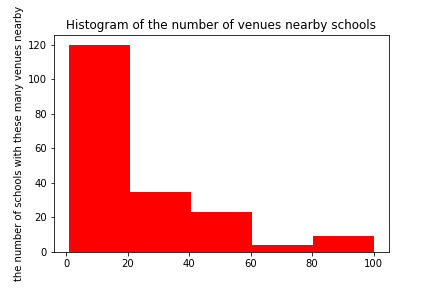 Histogram of the number of venues nearby schools
the number of schools with these many venues nearby
120
100
80
60
40
20
0
0 20 40 60 80 100